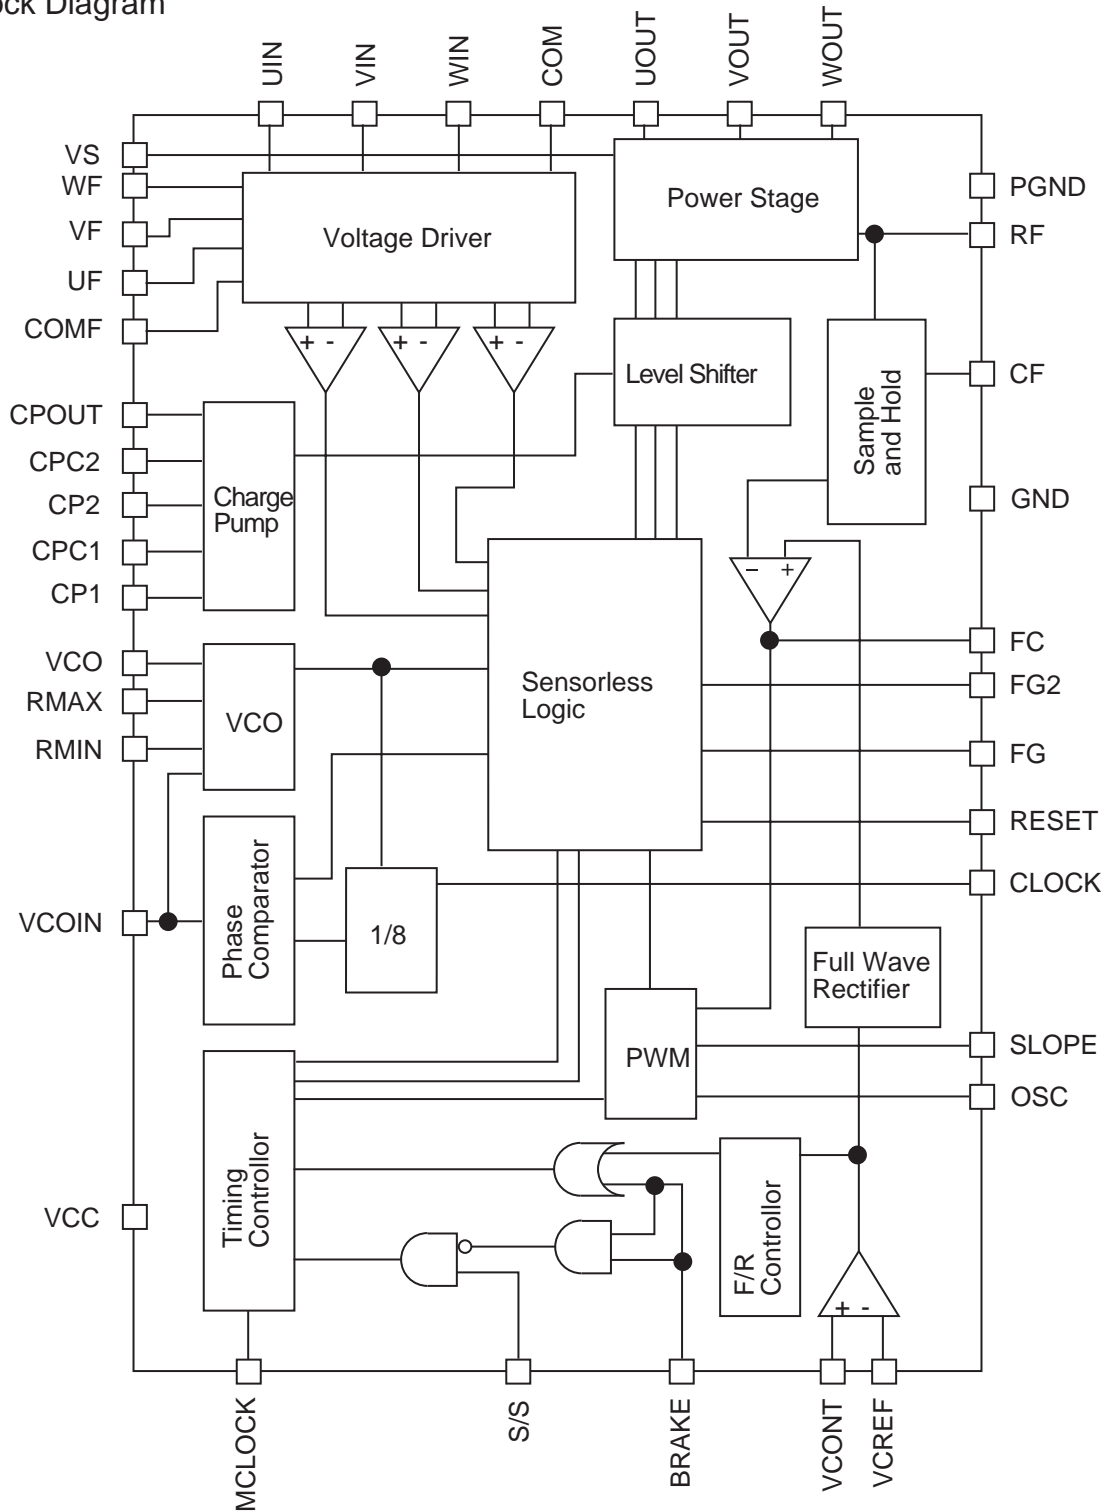 ock Diagram
UIN
VIN
WIN
COM
UOUT
VOUT
WOUT
VS
WF
VF
UF
COMF
CPOUT
CPC2
CP2
CPC1
CP1
VCO
RMAX
RMIN
VCOIN
VCC
Voltage Driver
Power Stage
+ -
+ -
+ -
Level Shifter
Sample
and Hold
Charge
Pump
− +
VCO
Sensorless
Logic
Phase
Comparator
1/8
Full Wave
Rectifier
PWM
Timing
Controllor
F/R
Controllor
+ -
PGND
RF
CF
GND
FC
FG2
FG
RESET
CLOCK
SLOPE
OSC
MCLOCK
S/S
BRAKE
VCONT
VCREF